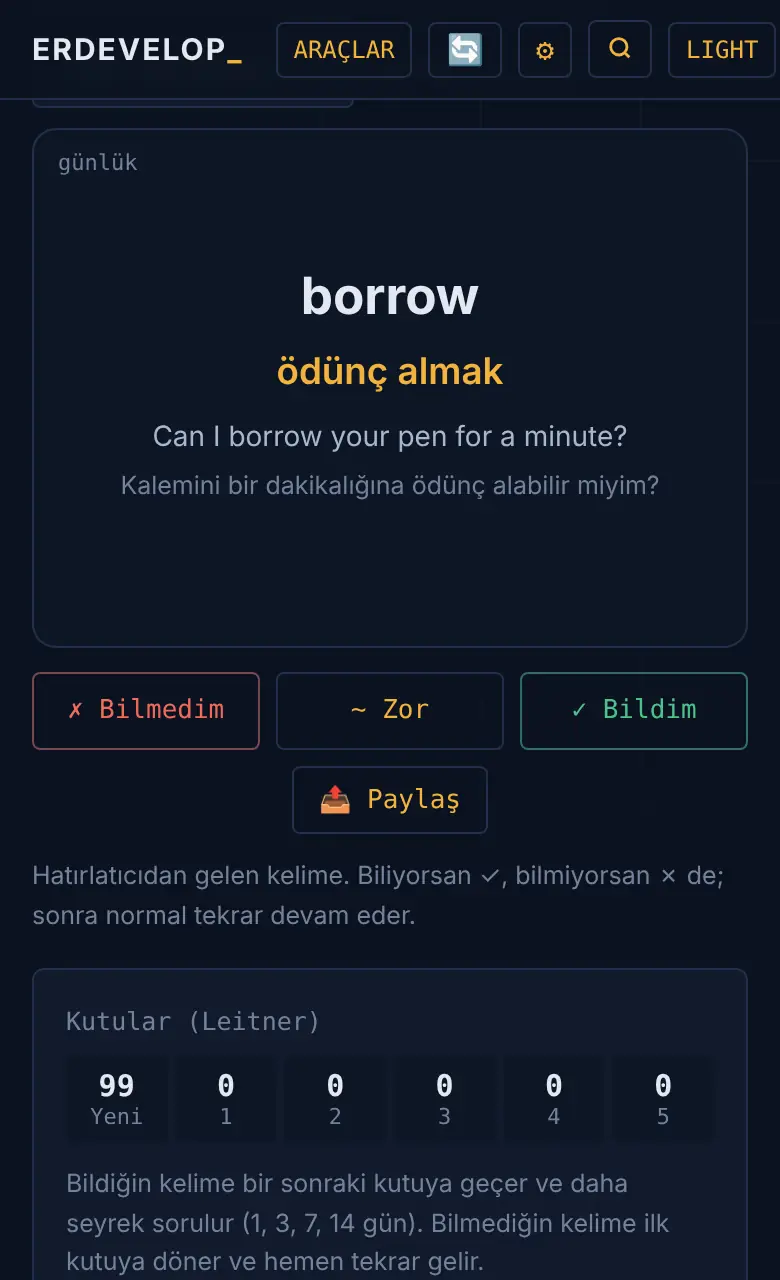 ERDEVELOP_ ARAÇLAR 🔄 ⚙ LIGHT
günlük
borrow
ödünç almak
Can I borrow your pen for a minute?
Kalemini bir dakikalığına ödünç alabilir miyim?
✗ Bilmedim ~ Zor ✓ Bildim
📤 Paylaş
Hatırlatıcıdan gelen kelime. Biliyorsan ✓, bilmiyorsan ✕ de;
sonra normal tekrar devam eder.
Kutular (Leitner)
99 0 0 0 0 0
Yeni 1 2 3 4 5
Bildiğin kelime bir sonraki kutuya geçer ve daha
seyrek sorulur (1, 3, 7, 14 gün). Bilmediğin kelime ilk
kutuya döner ve hemen tekrar gelir.